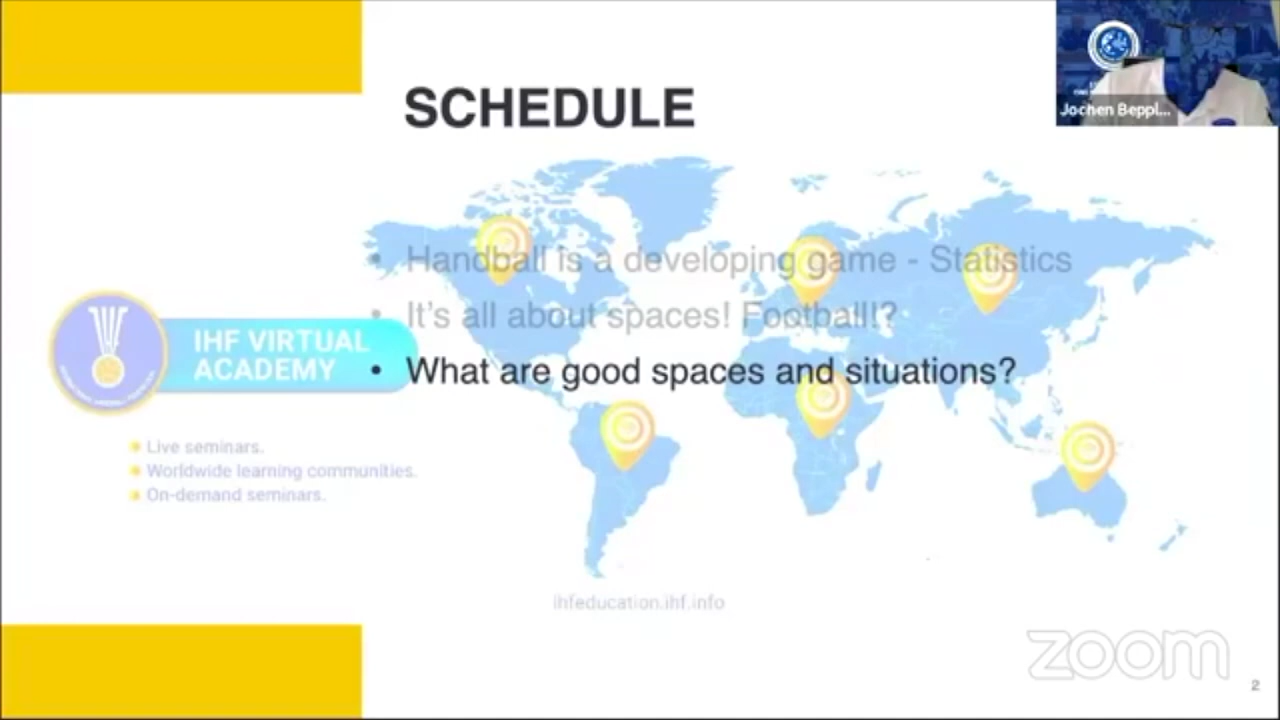 SCHEDULE
Jochen Beppl...
• Handball is a developing game - Statistics
• It's all about spaces! Football!?
• What are good spaces and situations?
IHF VIRTUAL
ACADEMY
Live seminars.
Worldwide learning communities.
On-demand seminars.
ihfeducation.ihf.info
zoom
2